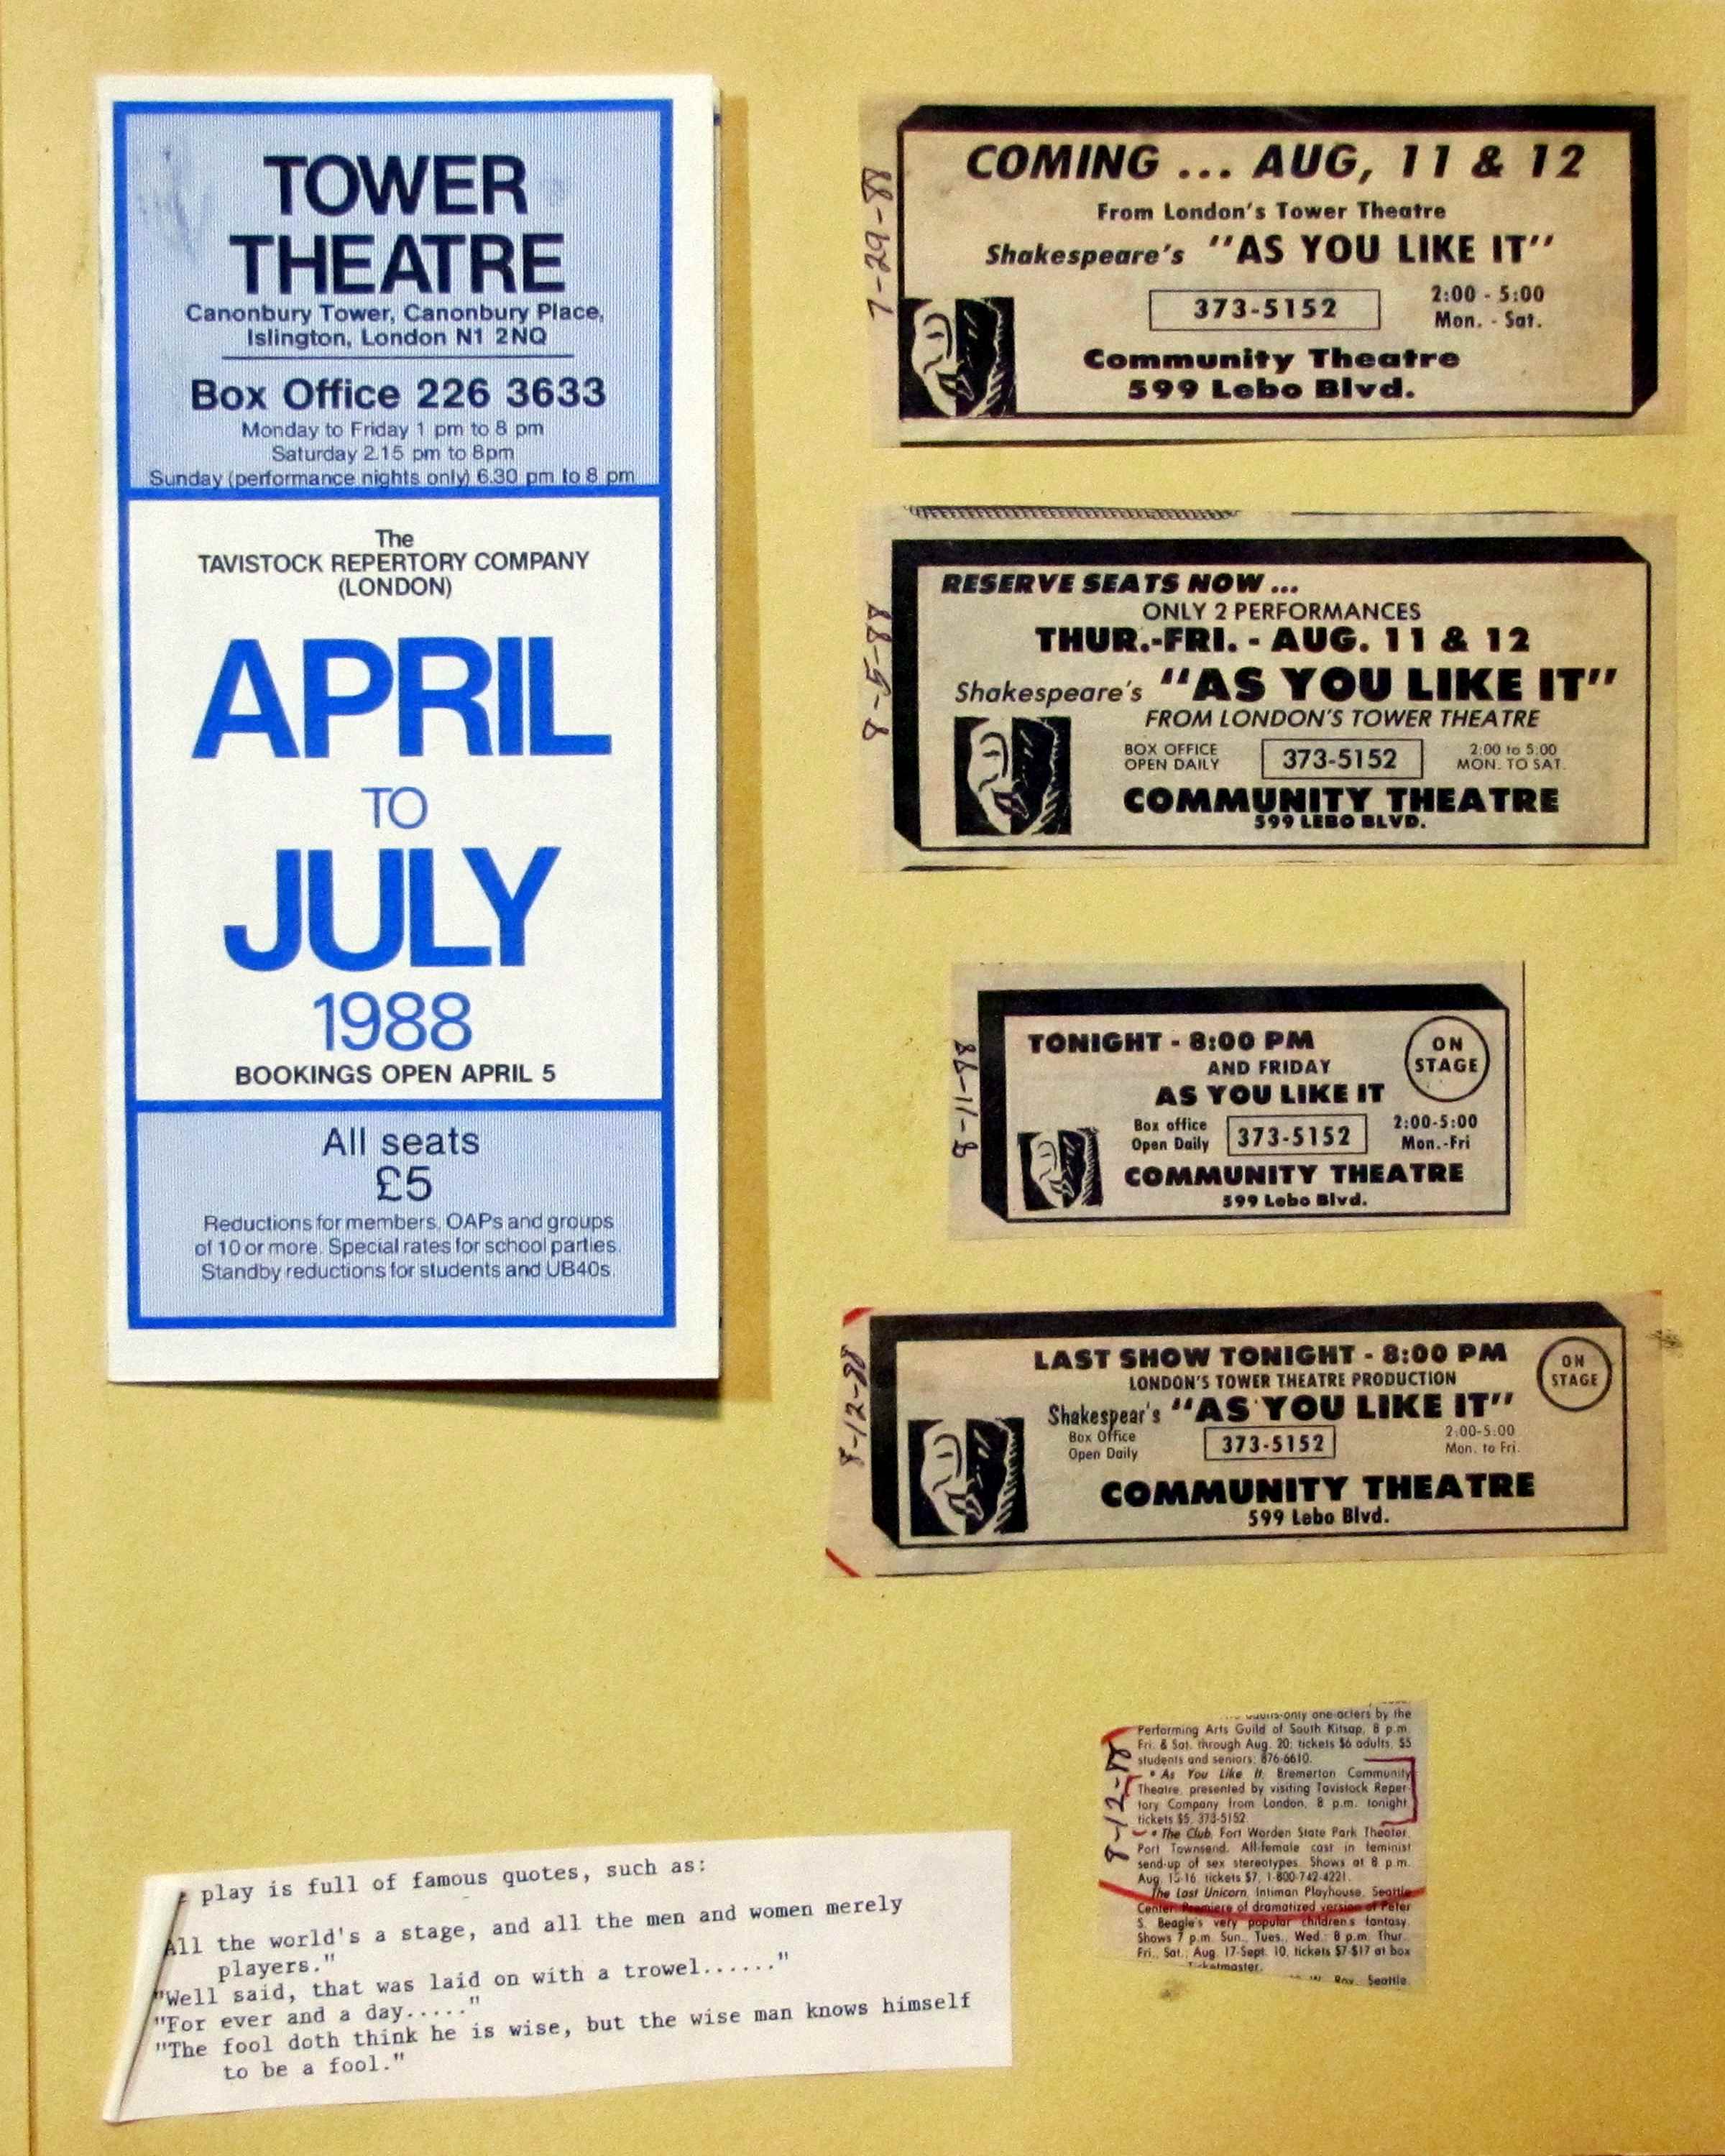 TOWER
THEATRE
Canonbury Tower, Canonbury Place,
Islington, London N1 2NQ
Box Office 226 3633
Monday to Friday 1 pm to 8 pm
Saturday 2.15 pm to 8pm
Sunday (performance nights only) 6.30 pm to 8 pm
The
TAVISTOCK REPERTORY COMPANY
(LONDON)
APRIL
TO
JULY
1988
BOOKINGS OPEN APRIL 5
All seats
£5
Reductions for members, OAPs and groups
of 10 or more. Special rates for school parties.
Standby reductions for students and UB40s.
7-29-88
COMING ... AUG, 11 & 12
From London's Tower Theatre
Shakespeare's "AS YOU LIKE IT"
373-5152 2:00 - 5:00
Mon. - Sat.
Community Theatre
599 Lebo Blvd.
8-5-88
RESERVE SEATS NOW ...
ONLY 2 PERFORMANCES
THUR.-FRI. - AUG. 11 & 12
Shakespeare's "AS YOU LIKE IT"
FROM LONDON'S TOWER THEATRE
BOX OFFICE 373-5152 2:00 to 5:00
OPEN DAILY MON. TO SAT.
COMMUNITY THEATRE
599 LEBO BLVD.
8-11-88
TONIGHT - 8:00 PM ON
AND FRIDAY STAGE
AS YOU LIKE IT
Box office 373-5152 2:00-5:00
Open Daily Mon.-Fri
COMMUNITY THEATRE
599 Lebo Blvd.
8-12-88
LAST SHOW TONIGHT - 8:00 PM ON
LONDON'S TOWER THEATRE PRODUCTION STAGE
Shakespear's "AS YOU LIKE IT"
Box Office 373-5152 2:00-5:00
Open Daily Mon. to Fri.
COMMUNITY THEATRE
599 Lebo Blvd.
8-12-88
one-acters by the
Performing Arts Guild of South Kitsap, 8 p.m.
Fri. & Sat. through Aug. 20; tickets $6 adults, $5
students and seniors; 876-6610.
• As You Like It, Bremerton Community
Theatre, presented by visiting Tavistock Reper-
tory Company from London, 8 p.m. tonight,
tickets $5, 373-5152.
• The Club, Fort Worden State Park Theater,
Port Townsend. All-female cast in feminist
send-up of sex stereotypes. Shows at 8 p.m.
Aug. 15-16, tickets $7, 1-800-742-4221.
The Last Unicorn, Intiman Playhouse, Seattle
Center. Premiere of dramatized version of Peter
S. Beagle's very popular children's fantasy.
Shows 7 p.m. Sun., Tues., Wed.; 8 p.m. Thur.,
Fri., Sat., Aug. 17-Sept. 10, tickets $7-$17 at box
Ticketmaster.
Seattle
play is full of famous quotes, such as:
All the world's a stage, and all the men and women merely
players."
"Well said, that was laid on with a trowel......"
"For ever and a day....."
"The fool doth think he is wise, but the wise man knows himself
to be a fool."